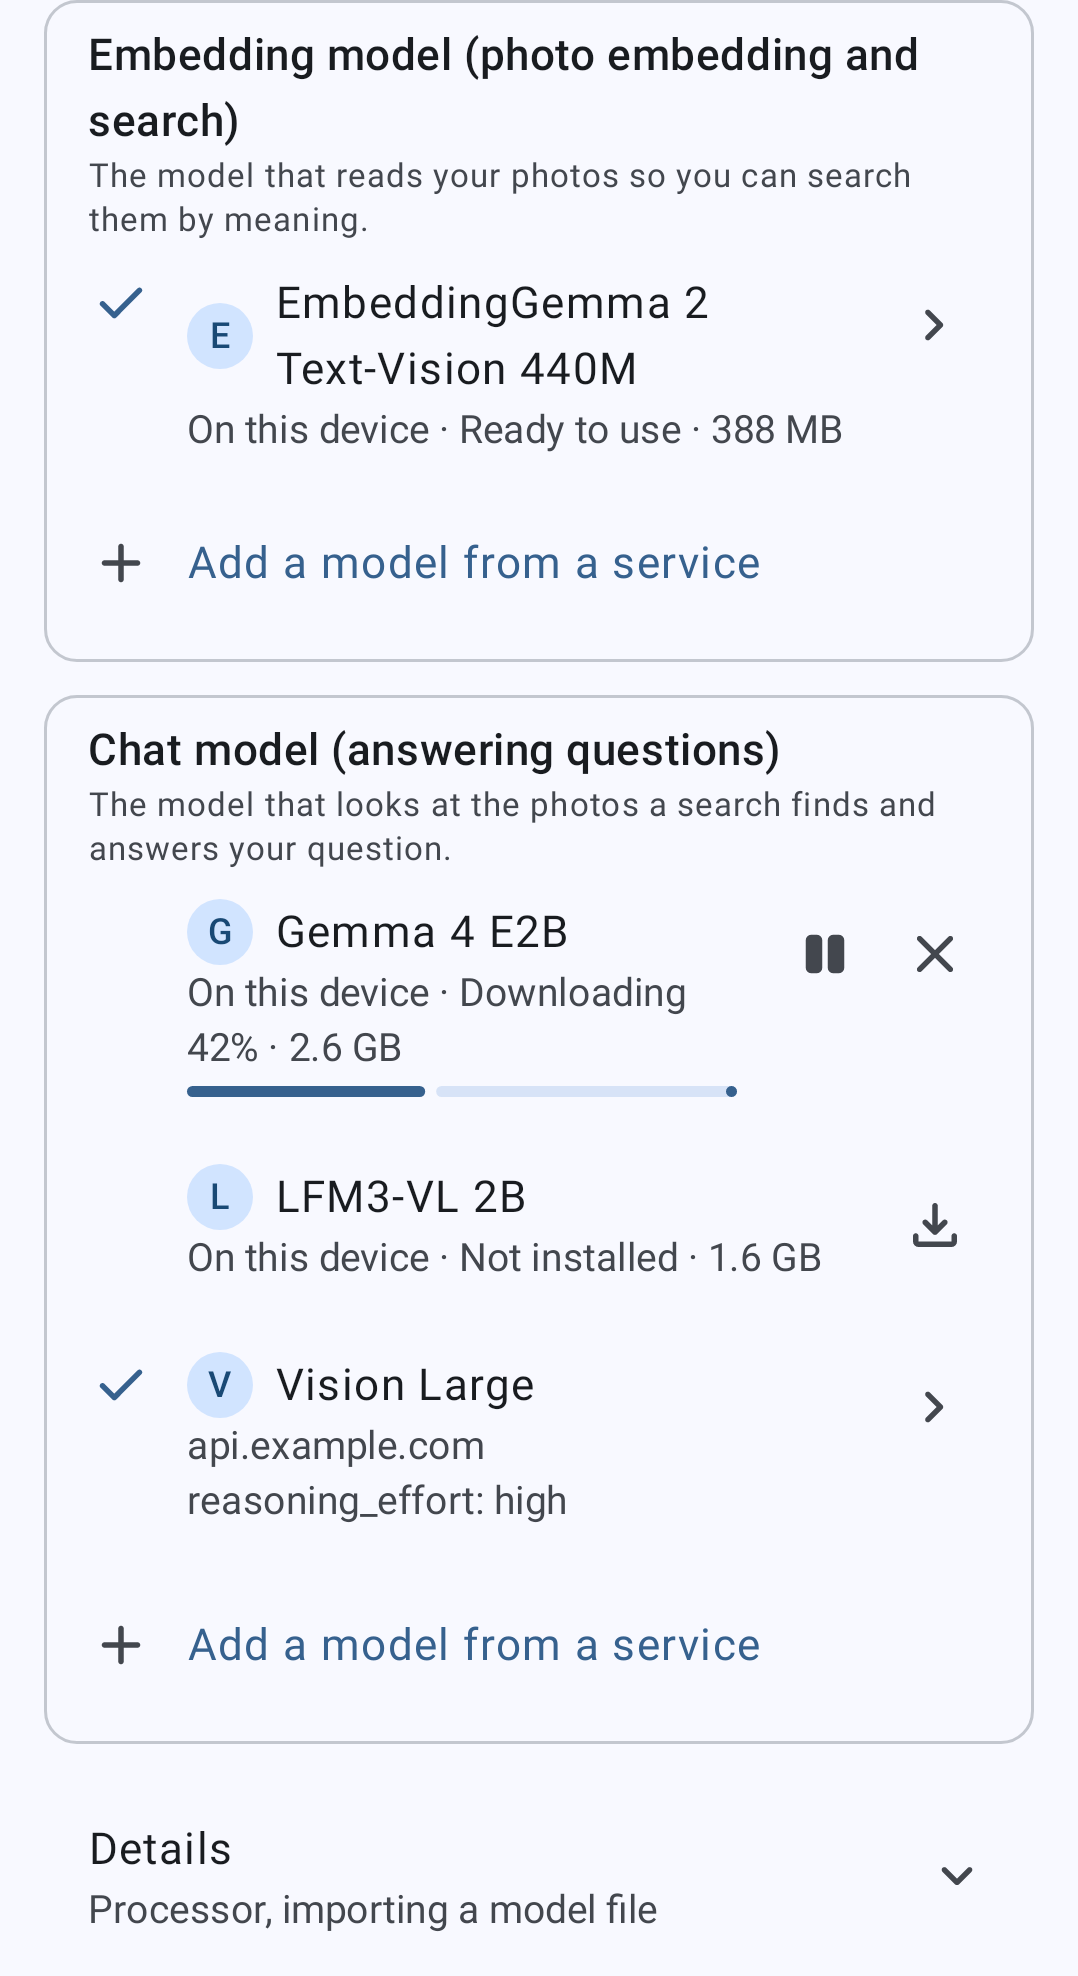 Embedding model (photo embedding and
search)
The model that reads your photos so you can search
them by meaning.
E
EmbeddingGemma 2
Text-Vision 440M
On this device · Ready to use · 388 MB
Add a model from a service
Chat model (answering questions)
The model that looks at the photos a search finds and
answers your question.
G Gemma 4 E2B
On this device · Downloading
42% · 2.6 GB
L LFM3-VL 2B
On this device · Not installed · 1.6 GB
V Vision Large
api.example.com
reasoning_effort: high
Add a model from a service
Details
Processor, importing a model file